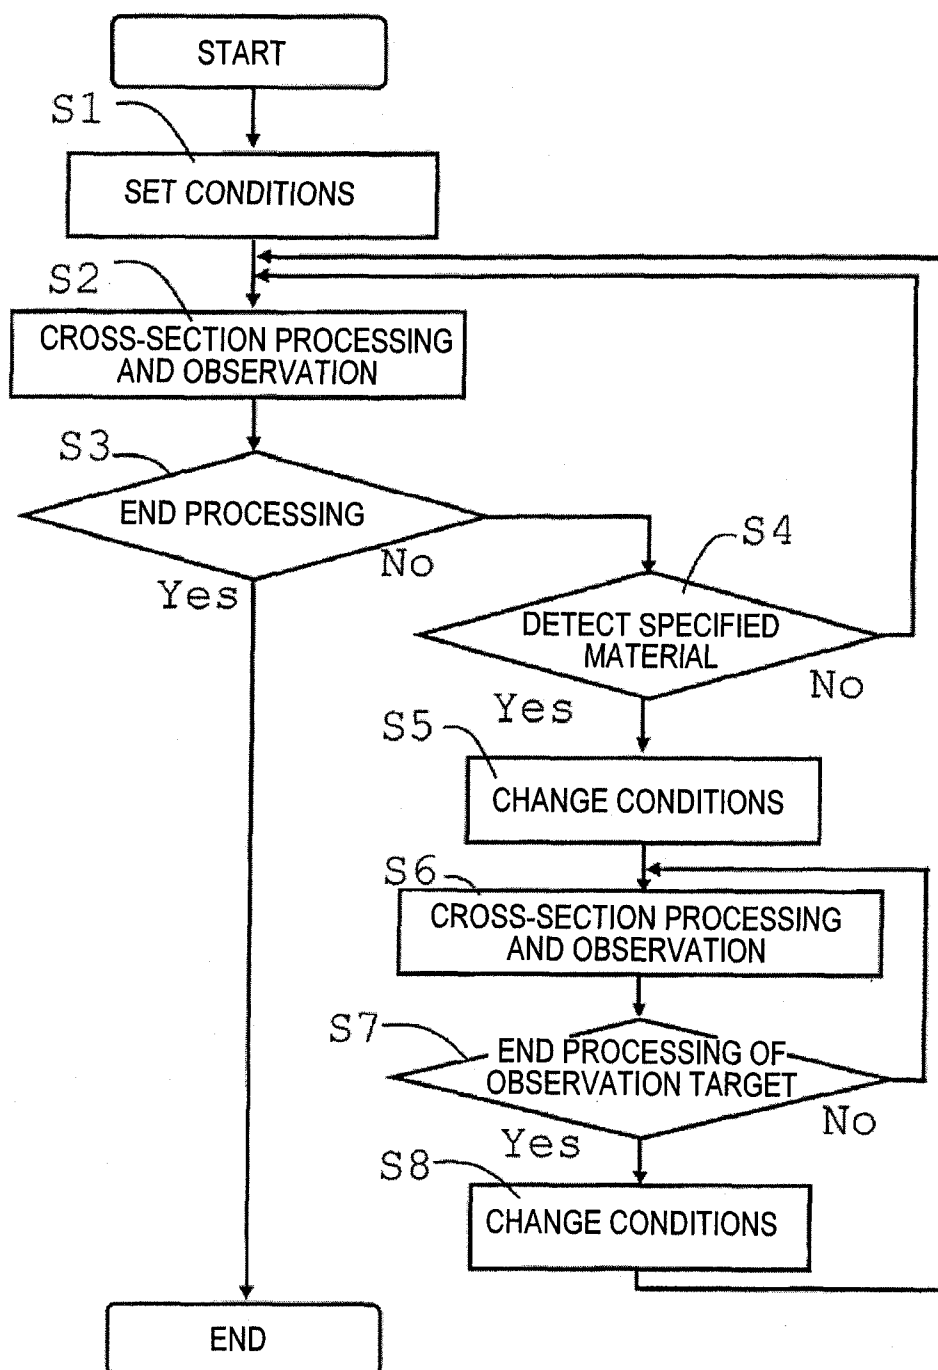 START
S1
SET CONDITIONS
S2
CROSS-SECTION PROCESSING
AND OBSERVATION
S3
END PROCESSING
No
Yes
S4
DETECT SPECIFIED
MATERIAL
No
Yes
S5
CHANGE CONDITIONS
S6
CROSS-SECTION PROCESSING
AND OBSERVATION
S7
END PROCESSING OF
OBSERVATION TARGET
No
Yes
S8
CHANGE CONDITIONS
END